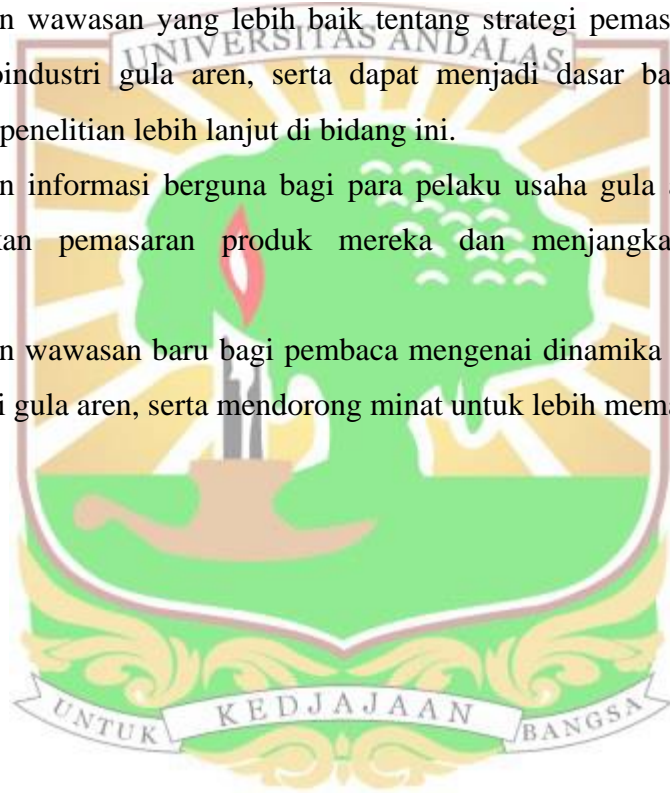 n wawasan yang lebih baik tentang strategi pemas
UNIVERSITAS ANDALAS
oindustri gula aren, serta dapat menjadi dasar ba
penelitian lebih lanjut di bidang ini.
n informasi berguna bagi para pelaku usaha gula a
kan pemasaran produk mereka dan menjangka
n wawasan baru bagi pembaca mengenai dinamika
i gula aren, serta mendorong minat untuk lebih mema
UNTUK KEDJAJAAN BANGSA